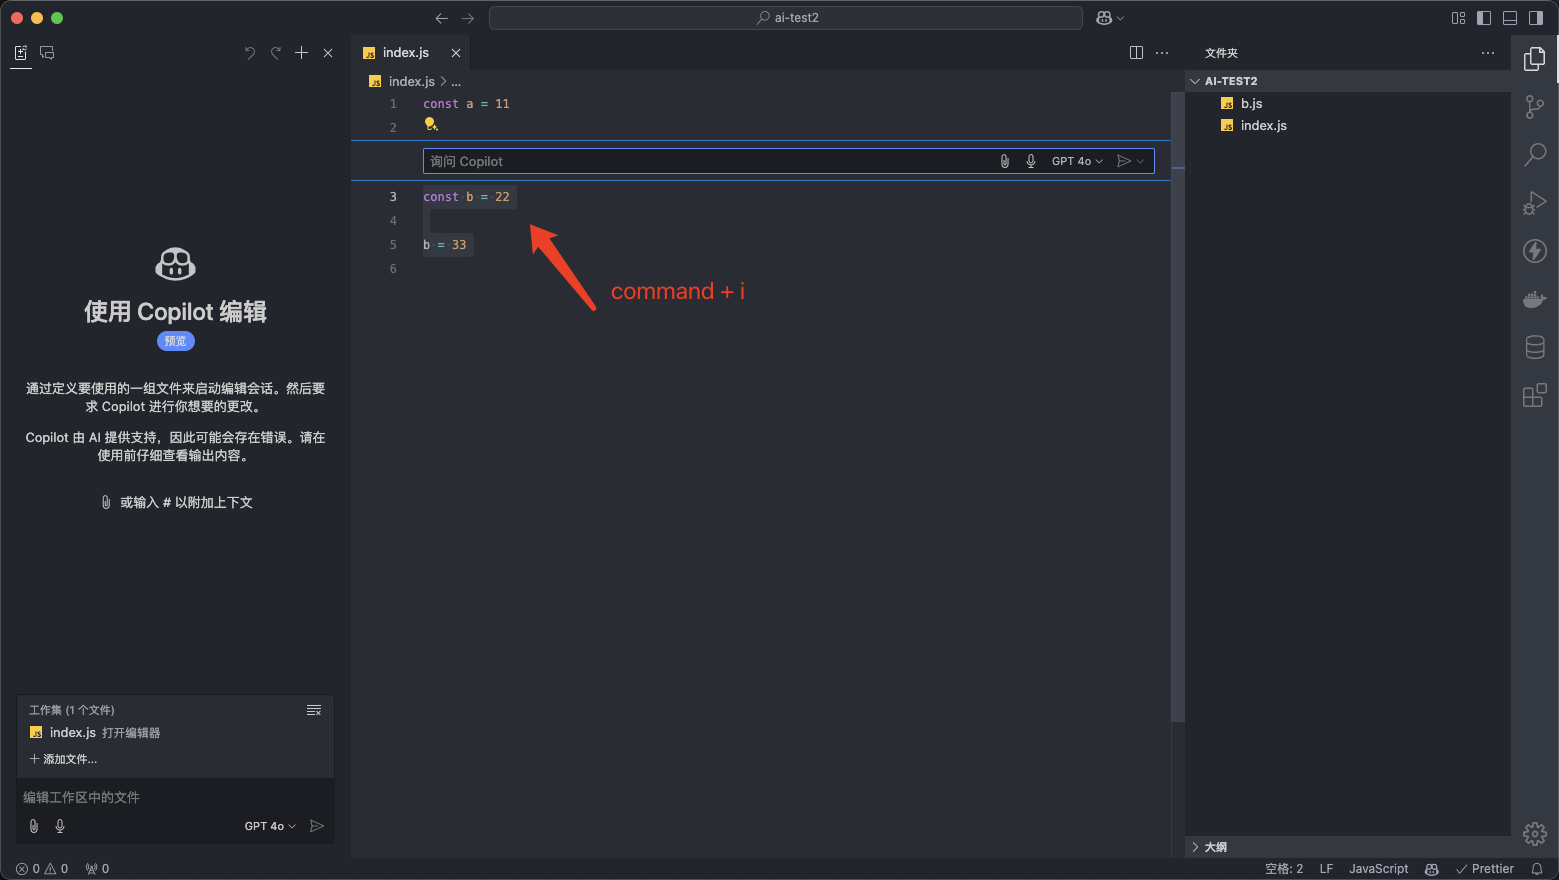 ai-test2
index.js
index.js > ...
1 const a = 11
2
询问 Copilot
GPT 4o
3 const b = 22
4
5 b = 33
6
command + i
使用 Copilot 编辑
预览
通过定义要使用的一组文件来启动编辑会话。然后要
求 Copilot 进行你想要的更改。
Copilot 由 AI 提供支持，因此可能会存在错误。请在
使用前仔细查看输出内容。
或输入 # 以附加上下文
工作集 (1 个文件)
index.js 打开编辑器
添加文件...
编辑工作区中的文件
GPT 4o
文件夹
AI-TEST2
JS b.js
JS index.js
大纲
0 0 0
空格: 2 LF JavaScript Prettier